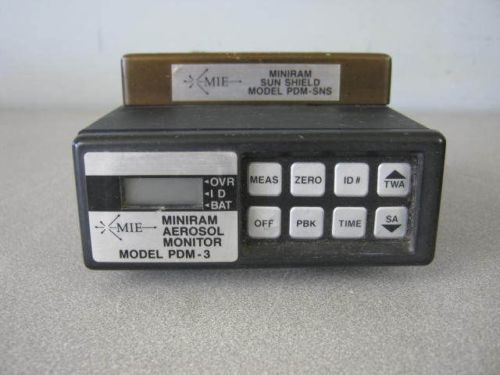 MIE
MINIRAM
SUN SHIELD
MODEL PDM-SNS
OVR
ID
BAT
MIE
MINIRAM
AEROSOL
MONITOR
MODEL PDM-3
MEAS
ZERO
ID#
TWA
OFF
PBK
TIME
SA